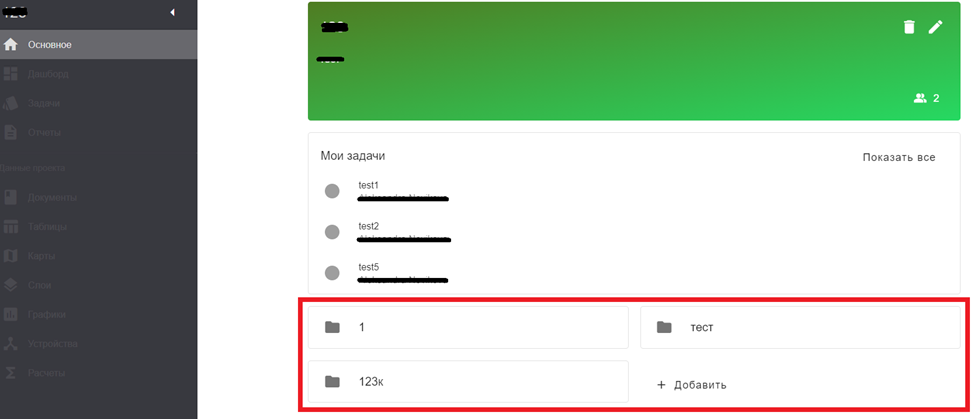 Основное
Дашборд
Задачи
Отчеты
Данные проекта
Документы
Таблицы
Карты
Слои
Графики
Устройства
Расчеты
2
Мои задачи
Показать все
test1
test2
test5
1
тест
123к
+ Добавить